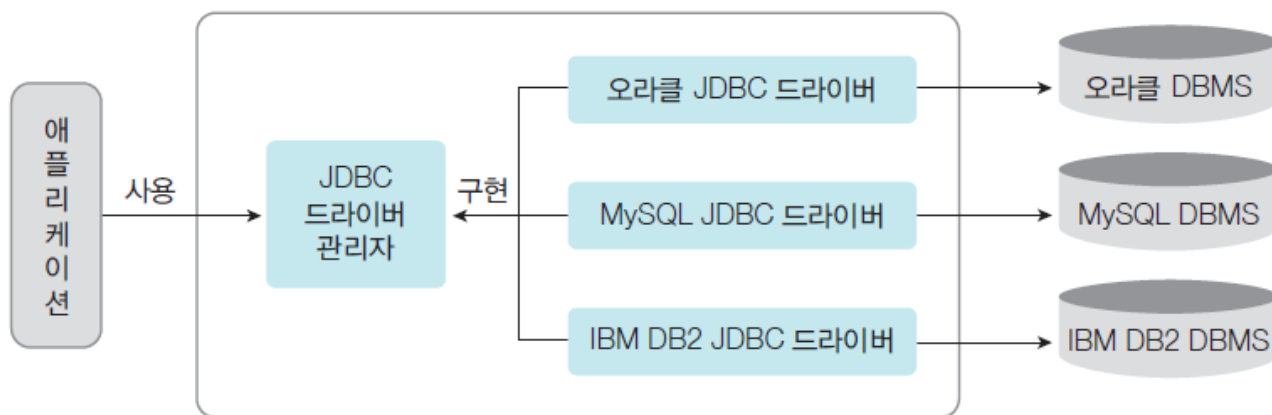 애
플
리
케
이
션
사용
JDBC
드라이버
관리자
구현
오라클 JDBC 드라이버
MySQL JDBC 드라이버
IBM DB2 JDBC 드라이버
오라클 DBMS
MySQL DBMS
IBM DB2 DBMS